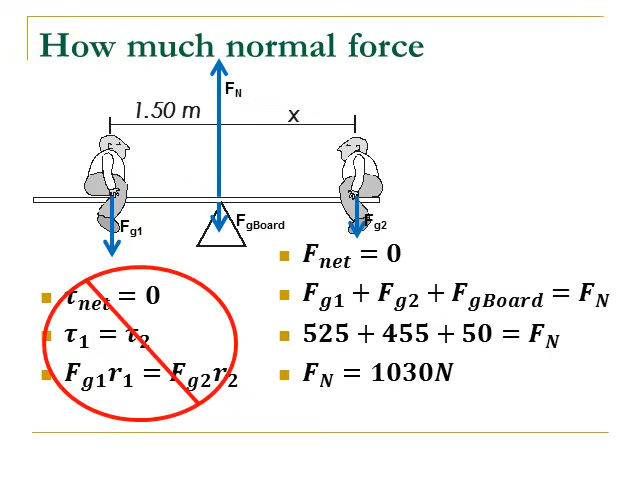 How much normal force
F_N
1.50 m x
F_g1 F_gBoard F_g2
τ_net = 0
τ_1 = τ_2
F_g1 r_1 = F_g2 r_2
F_net = 0
F_g1 + F_g2 + F_gBoard = F_N
525 + 455 + 50 = F_N
F_N = 1030N